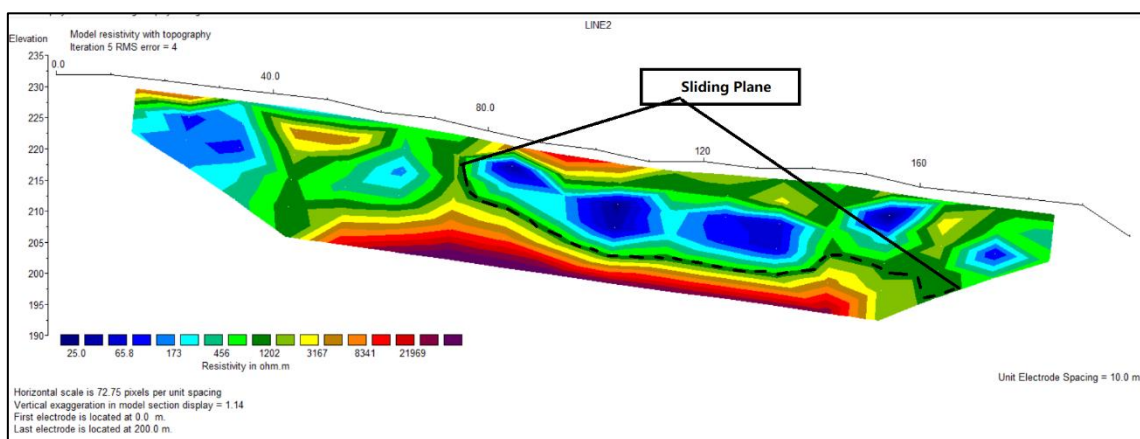 LINE2
Model resistivity with topography
Elevation
Iteration 5 RMS error = 4
235
0.0
230
40.0
Sliding Plane
225
80.0
220
120
160
215
210
205
200
195
190
25.0 65.8 173 456 1202 3167 8341 21969
Resistivity in ohm.m
Unit Electrode Spacing = 10.0 m
Horizontal scale is 72.75 pixels per unit spacing
Vertical exaggeration in model section display = 1.14
First electrode is located at 0.0 m.
Last electrode is located at 200.0 m.